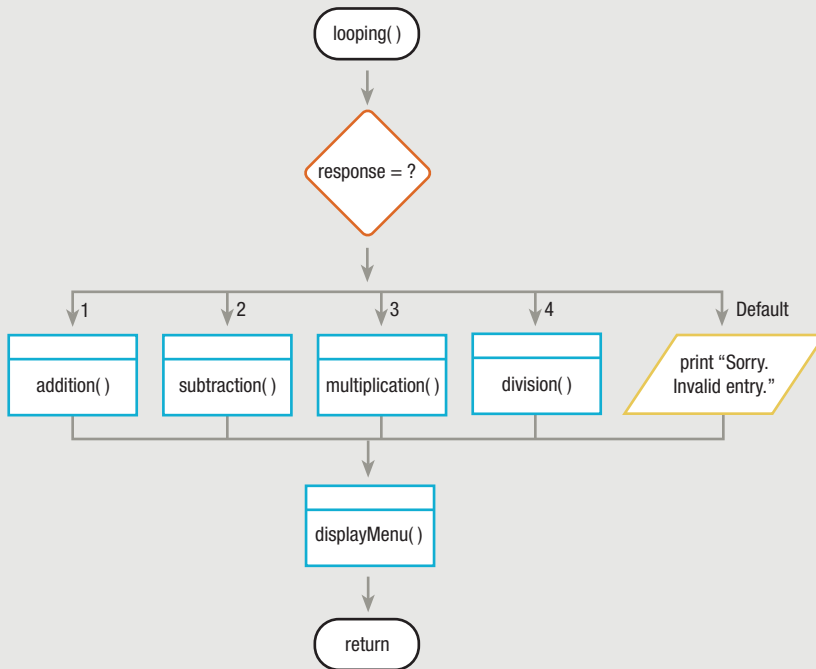 looping( )
response = ?
1
2
3
4
Default
addition( )
subtraction( )
multiplication( )
division( )
print “Sorry.
Invalid entry.”
displayMenu( )
return